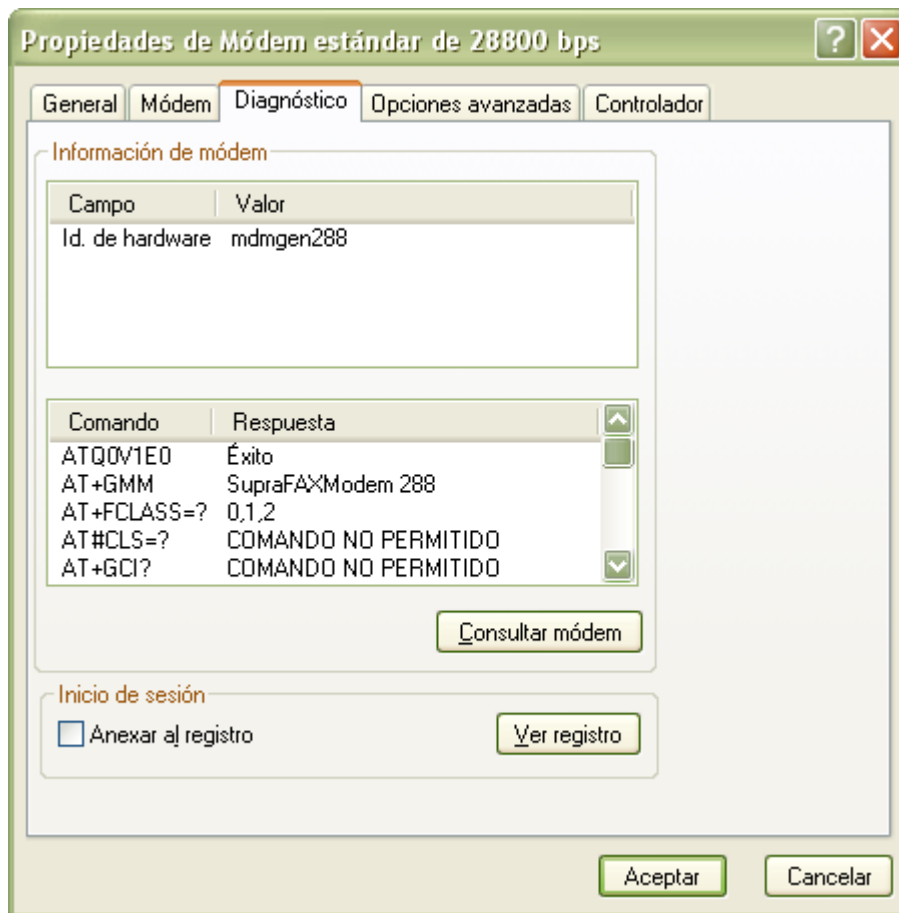 Propiedades de Módem estándar de 28800 bps
General Módem Diagnóstico Opciones avanzadas Controlador
Información de módem
Campo Valor
Id. de hardware mdmgen288
Comando Respuesta
ATQ0V1E0 Éxito
AT+GMM SupraFAXModem 288
AT+FCLASS=? 0,1,2
AT#CLS=? COMANDO NO PERMITIDO
AT+GCI? COMANDO NO PERMITIDO
Consultar módem
Inicio de sesión
Anexar al registro Ver registro
Aceptar Cancelar